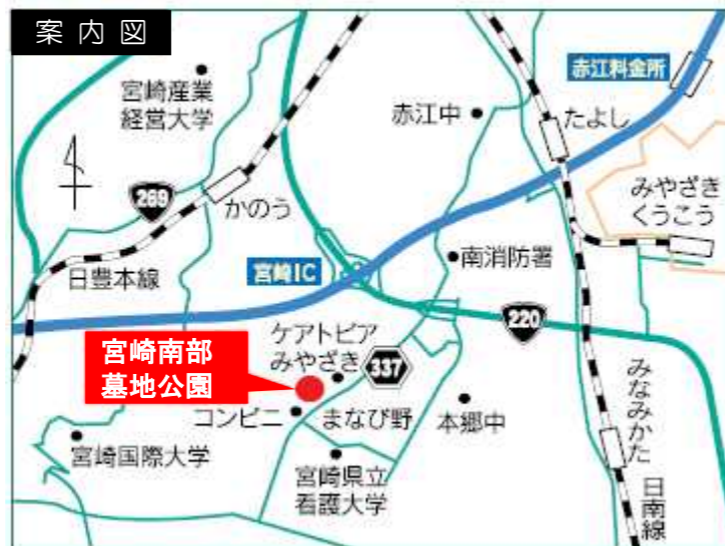 案内図
宮崎産業
経営大学
赤江料金所
赤江中
たよし
みやざき
くうこう
269
かのう
日豊本線
宮崎IC
南消防署
220
宮崎南部
墓地公園
ケアトピア
みやざき
337
コンビニ
まなび野
本郷中
みなみかた
宮崎国際大学
宮崎県立
看護大学
日南線